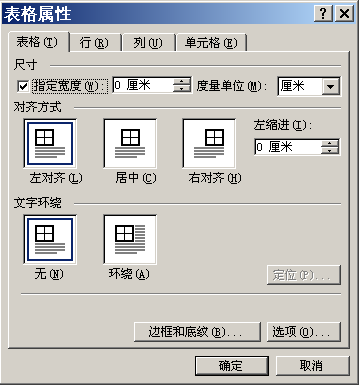 表格属性
表格(T) 行(R) 列(U) 单元格(E)
尺寸
指定宽度(W): 0 厘米 度量单位(M): 厘米
对齐方式
左缩进(I):
0 厘米
左对齐(L) 居中(C) 右对齐(H)
文字环绕
无(N) 环绕(A) 定位(P)...
边框和底纹(B)... 选项(O)...
确定 取消